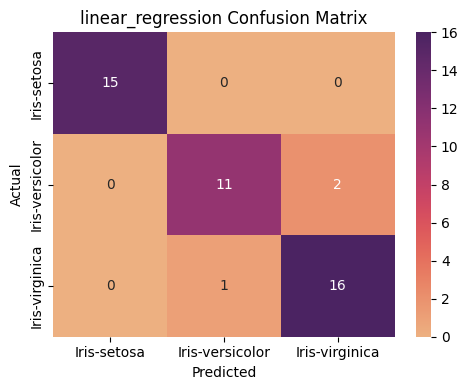 linear_regression Confusion Matrix
Actual
Iris-setosa
Iris-versicolor
Iris-virginica
15 0 0
0 11 2
0 1 16
Iris-setosa Iris-versicolor Iris-virginica
Predicted
16
14
12
10
8
6
4
2
0